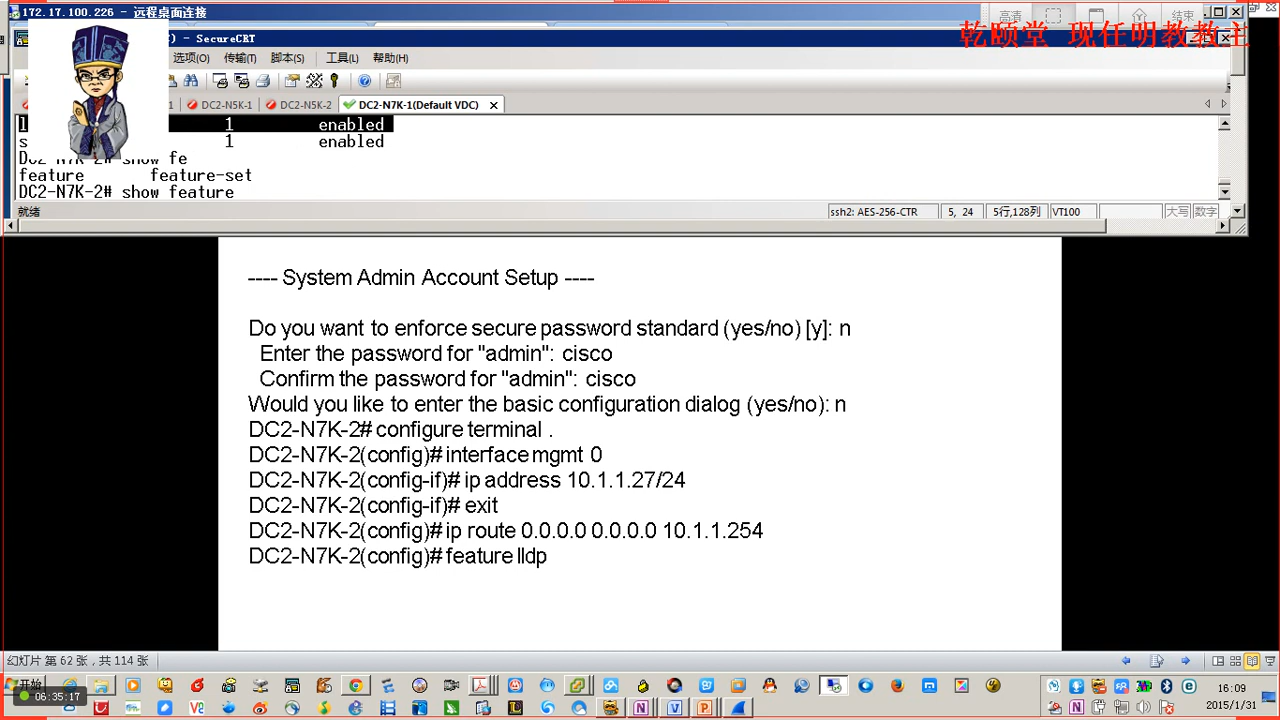 172.17.100.226 - 远程桌面连接
高清
结束
乾颐堂 现任明教教主
) - SecureCRT
选项(O) 传输(T) 脚本(S) 工具(L) 帮助(H)
1 DC2-N5K-1 DC2-N5K-2 DC2-N7K-1(Default VDC)
l 1 enabled
s 1 enabled
DC2-N7K-2# show fe
feature feature-set
DC2-N7K-2# show feature
就绪 ssh2: AES-256-CTR 5, 24 5行,128列 VT100 大写 数字
---- System Admin Account Setup ----
Do you want to enforce secure password standard (yes/no) [y]: n
Enter the password for "admin": cisco
Confirm the password for "admin": cisco
Would you like to enter the basic configuration dialog (yes/no): n
DC2-N7K-2# configure terminal .
DC2-N7K-2(config)# interface mgmt 0
DC2-N7K-2(config-if)# ip address 10.1.1.27/24
DC2-N7K-2(config-if)# exit
DC2-N7K-2(config)# ip route 0.0.0.0 0.0.0.0 10.1.1.254
DC2-N7K-2(config)# feature lldp
幻灯片 第 62 张，共 114 张
开始
06:35:17
16:09
2015/1/31